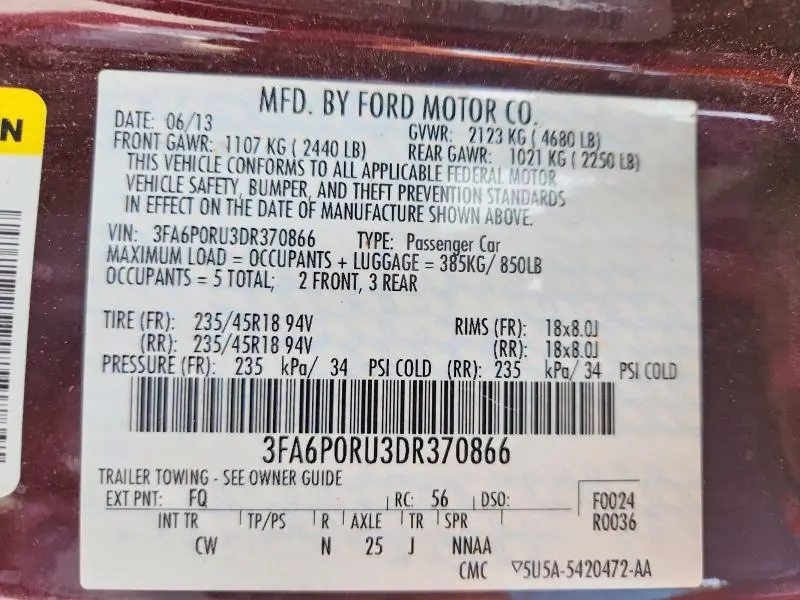 N
MFD. BY FORD MOTOR CO.
DATE: 06/13 GVWR: 2123 KG ( 4680 LB)
FRONT GAWR: 1107 KG ( 2440 LB) REAR GAWR: 1021 KG ( 2250 LB)
THIS VEHICLE CONFORMS TO ALL APPLICABLE FEDERAL MOTOR
VEHICLE SAFETY, BUMPER, AND THEFT PREVENTION STANDARDS
IN EFFECT ON THE DATE OF MANUFACTURE SHOWN ABOVE.
VIN: 3FA6P0RU3DR370866 TYPE: Passenger Car
MAXIMUM LOAD = OCCUPANTS + LUGGAGE = 385KG/ 850LB
OCCUPANTS = 5 TOTAL; 2 FRONT, 3 REAR
TIRE (FR): 235/45R18 94V RIMS (FR): 18x8.0J
(RR): 235/45R18 94V (RR): 18x8.0J
PRESSURE (FR): 235 kPa/ 34 PSI COLD (RR): 235 kPa/ 34 PSI COLD
3FA6P0RU3DR370866
TRAILER TOWING - SEE OWNER GUIDE
EXT PNT: FQ RC: 56 DSO: F0024
INT TR TP/PS R AXLE TR SPR R0036
CW N 25 J NNAA
CMC 5U5A-5420472-AA